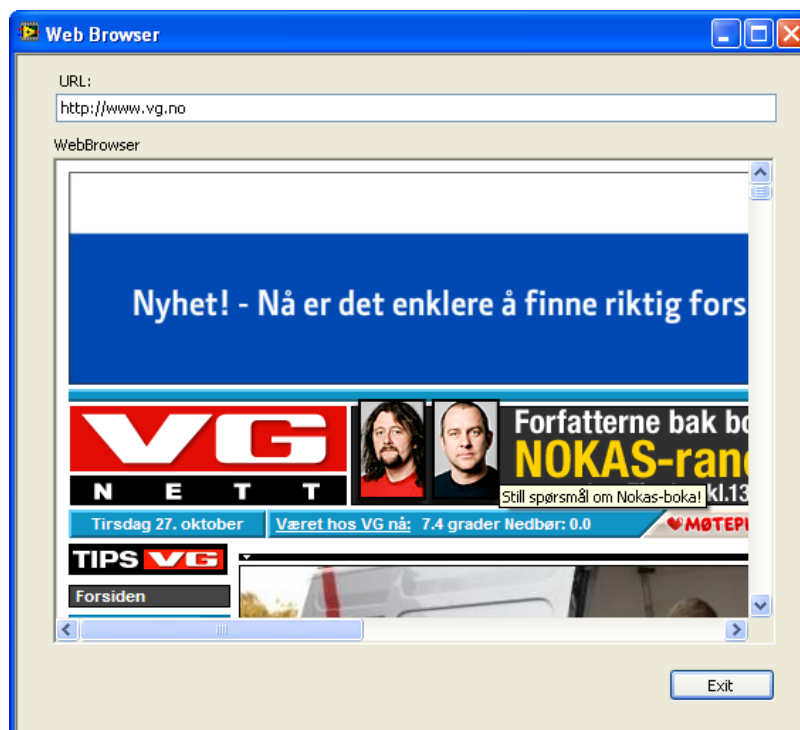 Web Browser
URL:
http://www.vg.no
WebBrowser
Nyhet! - Nå er det enklere å finne riktig fors
VG
NETT
Forfatterne bak bo
NOKAS-ran
kl.13
Still spørsmål om Nokas-boka!
Tirsdag 27. oktober
Været hos VG nå: 7.4 grader Nedbør: 0.0
MØTEPL
TIPS VG
Forsiden
Exit